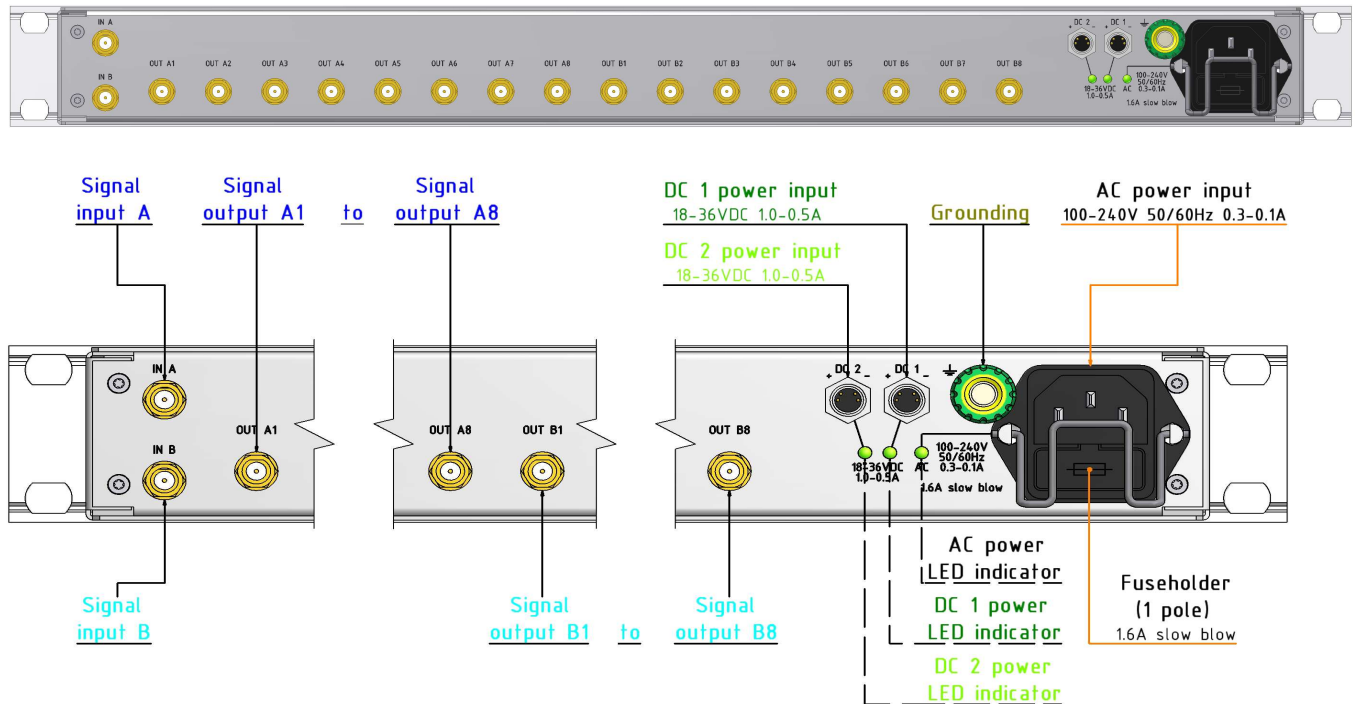 IN A
IN B
OUT A1
OUT A2
OUT A3
OUT A4
OUT A5
OUT A6
OUT A7
OUT A8
OUT B1
OUT B2
OUT B3
OUT B4
OUT B5
OUT B6
OUT B7
OUT B8
+ DC 2 -
+ DC 1 -
18-36VDC
1.0-0.5A
AC
100-240V
50/60Hz
0.3-0.1A
1.6A slow blow
Signal
input A
Signal
output A1
to
Signal
output A8
DC 1 power input
18-36VDC 1.0-0.5A
DC 2 power input
18-36VDC 1.0-0.5A
Grounding
AC power input
100-240V 50/60Hz 0.3-0.1A
IN A
IN B
OUT A1
OUT A8
OUT B1
OUT B8
+ DC 2 -
+ DC 1 -
18-36VDC
1.0-0.5A
AC
100-240V
50/60Hz
0.3-0.1A
1.6A slow blow
Signal
input B
Signal
output B1
to
Signal
output B8
AC power
LED indicator
DC 1 power
LED indicator
DC 2 power
LED indicator
Fuseholder
(1 pole)
1.6A slow blow